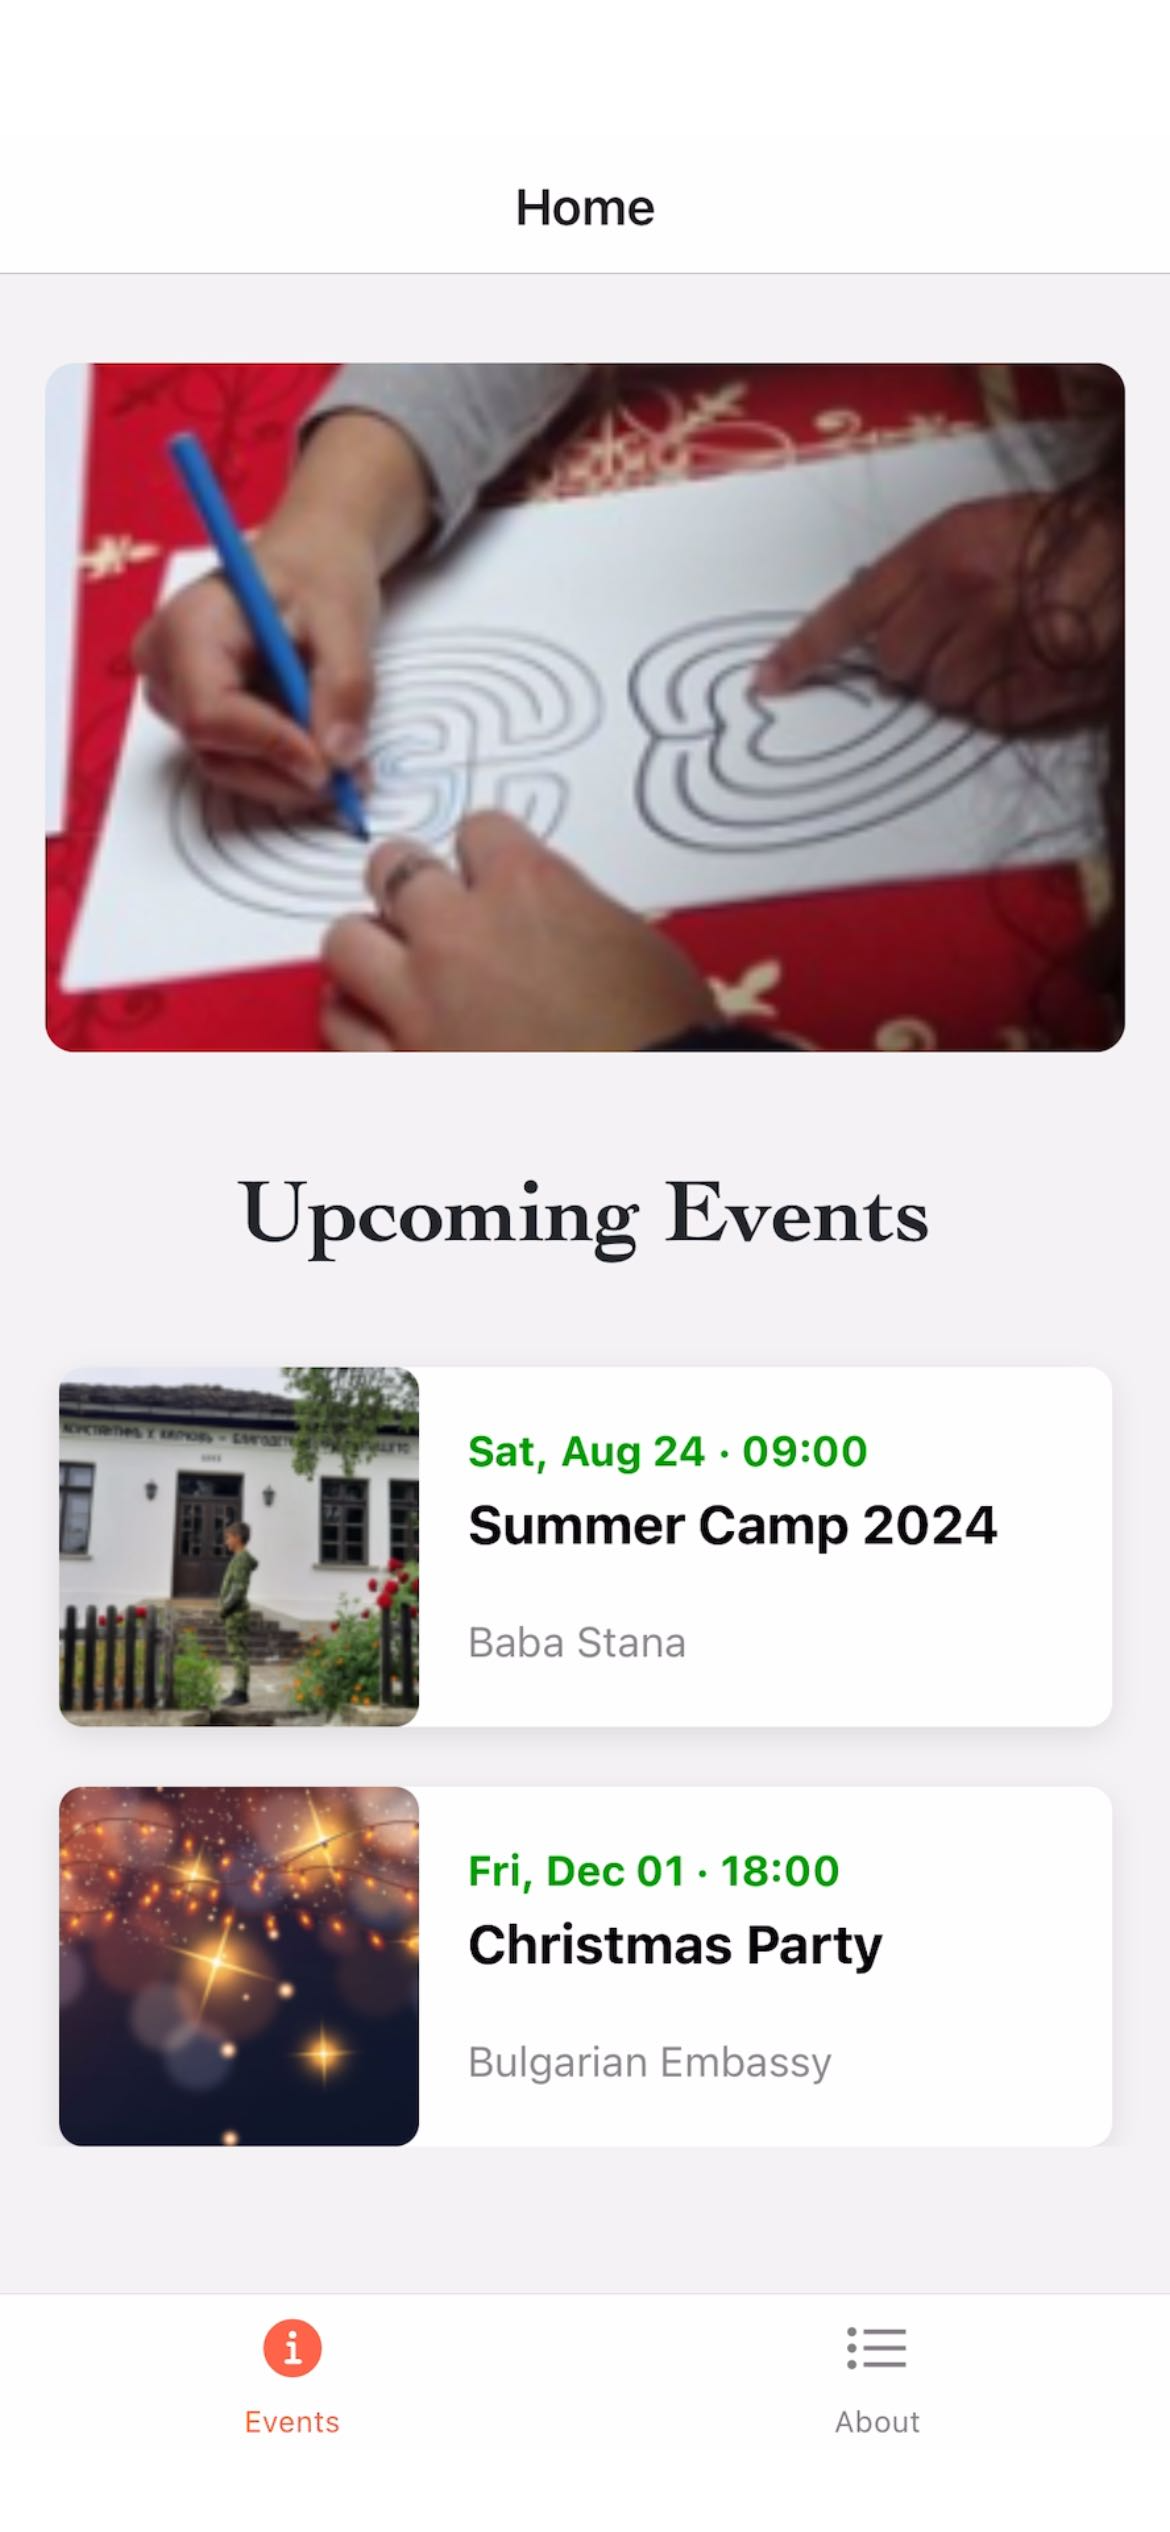 Home
Upcoming Events
Sat, Aug 24 · 09:00
Summer Camp 2024
Baba Stana
Fri, Dec 01 · 18:00
Christmas Party
Bulgarian Embassy
Events
About